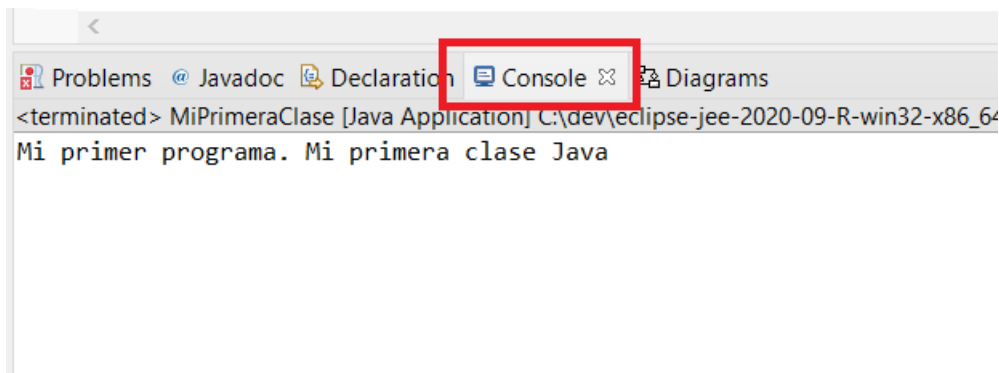 Problems @ Javadoc Declaration Console Diagrams
<terminated> MiPrimeraClase [Java Application] C:\dev\eclipse-jee-2020-09-R-win32-x86_64
Mi primer programa. Mi primera clase Java